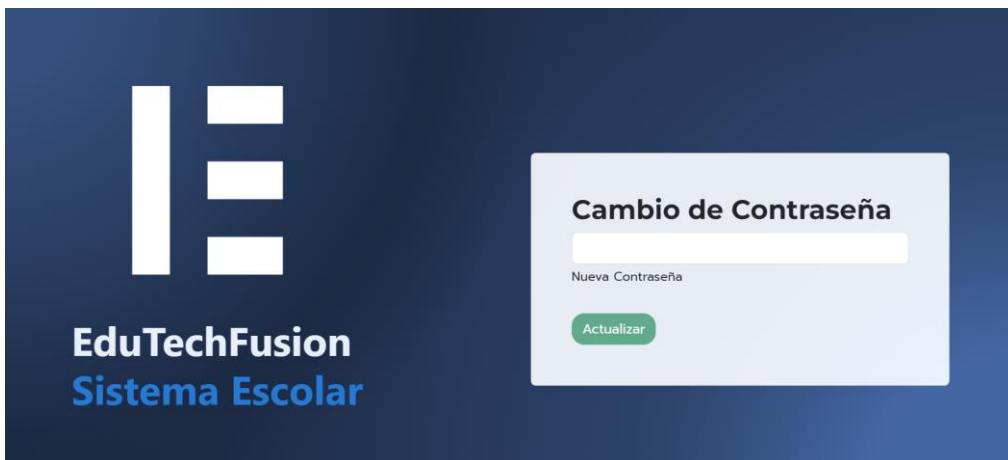 EduTechFusion
Sistema Escolar
Cambio de Contraseña
Nueva Contraseña
Actualizar